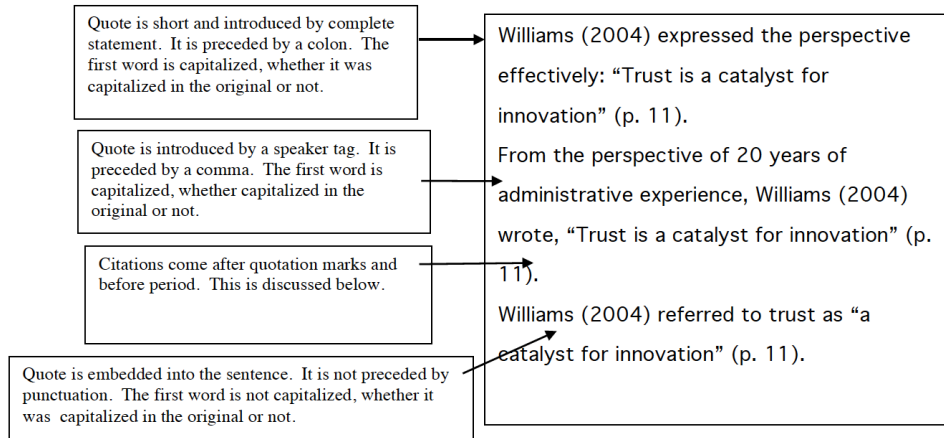 Quote is short and introduced by complete
statement.  It is preceded by a colon.  The
first word is capitalized, whether it was
capitalized in the original or not.
Quote is introduced by a speaker tag.  It is
preceded by a comma.  The first word is
capitalized, whether capitalized in the
original or not.
Citations come after quotation marks and
before period.  This is discussed below.
Quote is embedded into the sentence.  It is not preceded by
punctuation.  The first word is not capitalized, whether it
was  capitalized in the original or not.
Williams (2004) expressed the perspective
effectively: “Trust is a catalyst for
innovation” (p. 11).
From the perspective of 20 years of
administrative experience, Williams (2004)
wrote, “Trust is a catalyst for innovation” (p.
11).
Williams (2004) referred to trust as “a
catalyst for innovation” (p. 11).